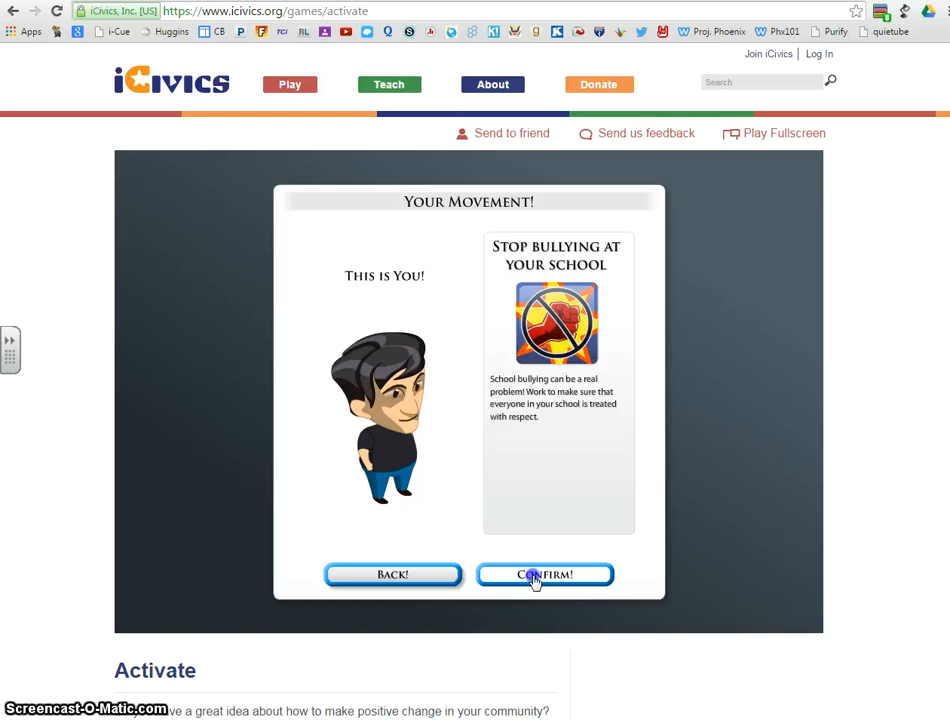 iCivics, Inc. [US] https://www.icivics.org/games/activate
Apps i-Cue Huggins CB TCI RL Proj. Phoenix Phx101 Purify quietube
Join iCivics | Log In
iCivics Play Teach About Donate Search
Send to friend Send us feedback Play Fullscreen
Your Movement!
This is You!
Stop bullying at
your school
School bullying can be a real
problem! Work to make sure that
everyone in your school is treated
with respect.
Back! Confirm!
Activate
ve a great idea about how to make positive change in your community?
Screencast-O-Matic.com